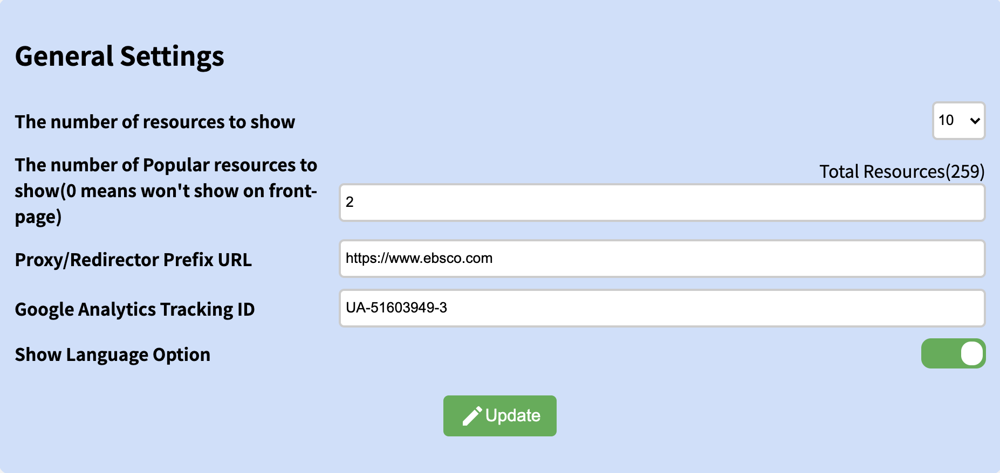 General Settings
The number of resources to show
10
The number of Popular resources to
show(0 means won't show on front-
page)
Total Resources(259)
2
Proxy/Redirector Prefix URL
https://www.ebsco.com
Google Analytics Tracking ID
UA-51603949-3
Show Language Option
Update